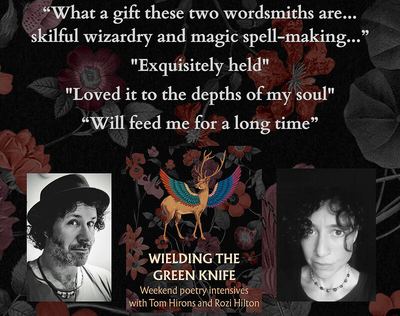 “What a gift these two wordsmiths are...
skilful wizardry and magic spell-making...”
"Exquisitely held"
"Loved it to the depths of my soul"
“Will feed me for a long time”
WIELDING THE
GREEN KNIFE
Weekend poetry intensives
with Tom Hirons and Rozi Hilton